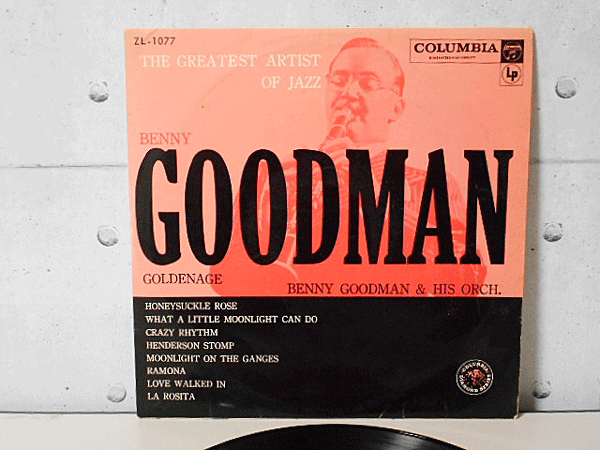 ZL-1077
THE GREATEST ARTIST
OF JAZZ
COLUMBIA
Lp
BENNY
GOODMAN
GOLDENAGE
BENNY GOODMAN & HIS ORCH.
HONEYSUCKLE ROSE
WHAT A LITTLE MOONLIGHT CAN DO
CRAZY RHYTHM
HENDERSON STOMP
MOONLIGHT ON THE GANGES
RAMONA
LOVE WALKED IN
LA ROSITA
COLUMBIA